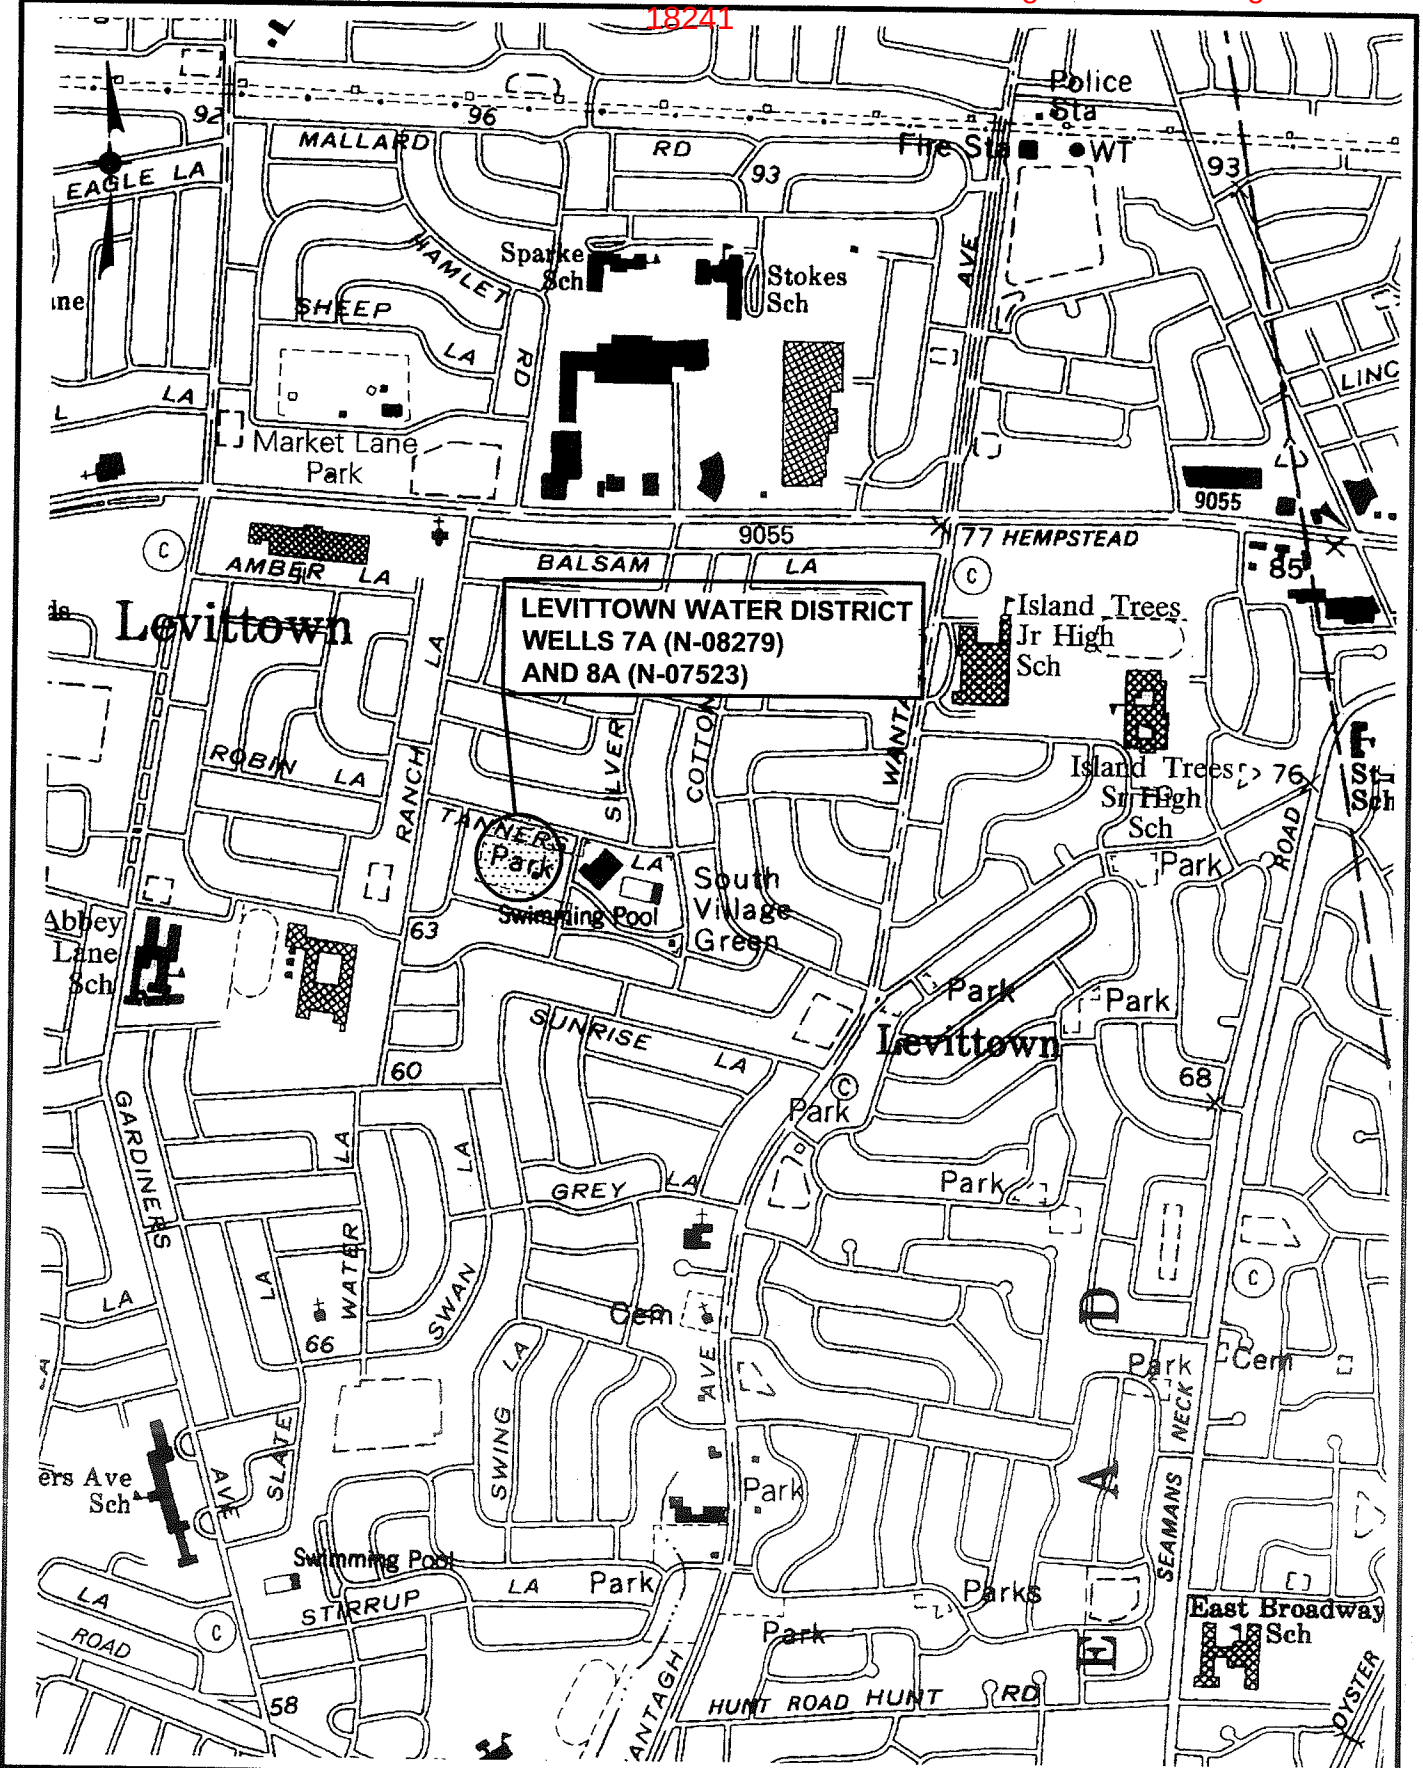 18241
Police
Sta
92
96
MALLARD
RD
93
Fire Sta
WT
93
EAGLE LA
HAMLET
Sparke
Sch
Stokes
Sch
AVE
SHEEP
LA
RD
LINC
LA
L
Market Lane
Park
9055
C
9055
77 HEMPSTEAD
AMBER LA
BALSAM
LA
C
85
Levittown
LEVITTOWN WATER DISTRICT
WELLS 7A (N-08279)
AND 8A (N-07523)
Island Trees
Jr High
Sch
LA
ROBIN LA
RANCH
SILVER
COTTON
WANTA
Island Trees
Sr High
Sch
76
St
Sch
ROAD
TANNERS
Park
LA
Park
South
Village
Green
Swimming Pool
Abbey
Lane
Sch
63
Park
Park
SUNRISE
LA
Levittown
60
68
C
Park
GARDINERS
LA
LA
GREY LA
Park
WATER
LA
SWAN
LA
C
D
Cem
66
LA
AVE
Park
Cem
LA
SWING
NECK
SLATE
AVE
ers Ave
Sch
Park
A
SEAMANS
Swimming Pool
LA
STIRRUP
LA
Park
Parks
East Broadway
Sch
C
ROAD
Park
E
58
ANTAGH
HUNT ROAD HUNT RD
OYSTER